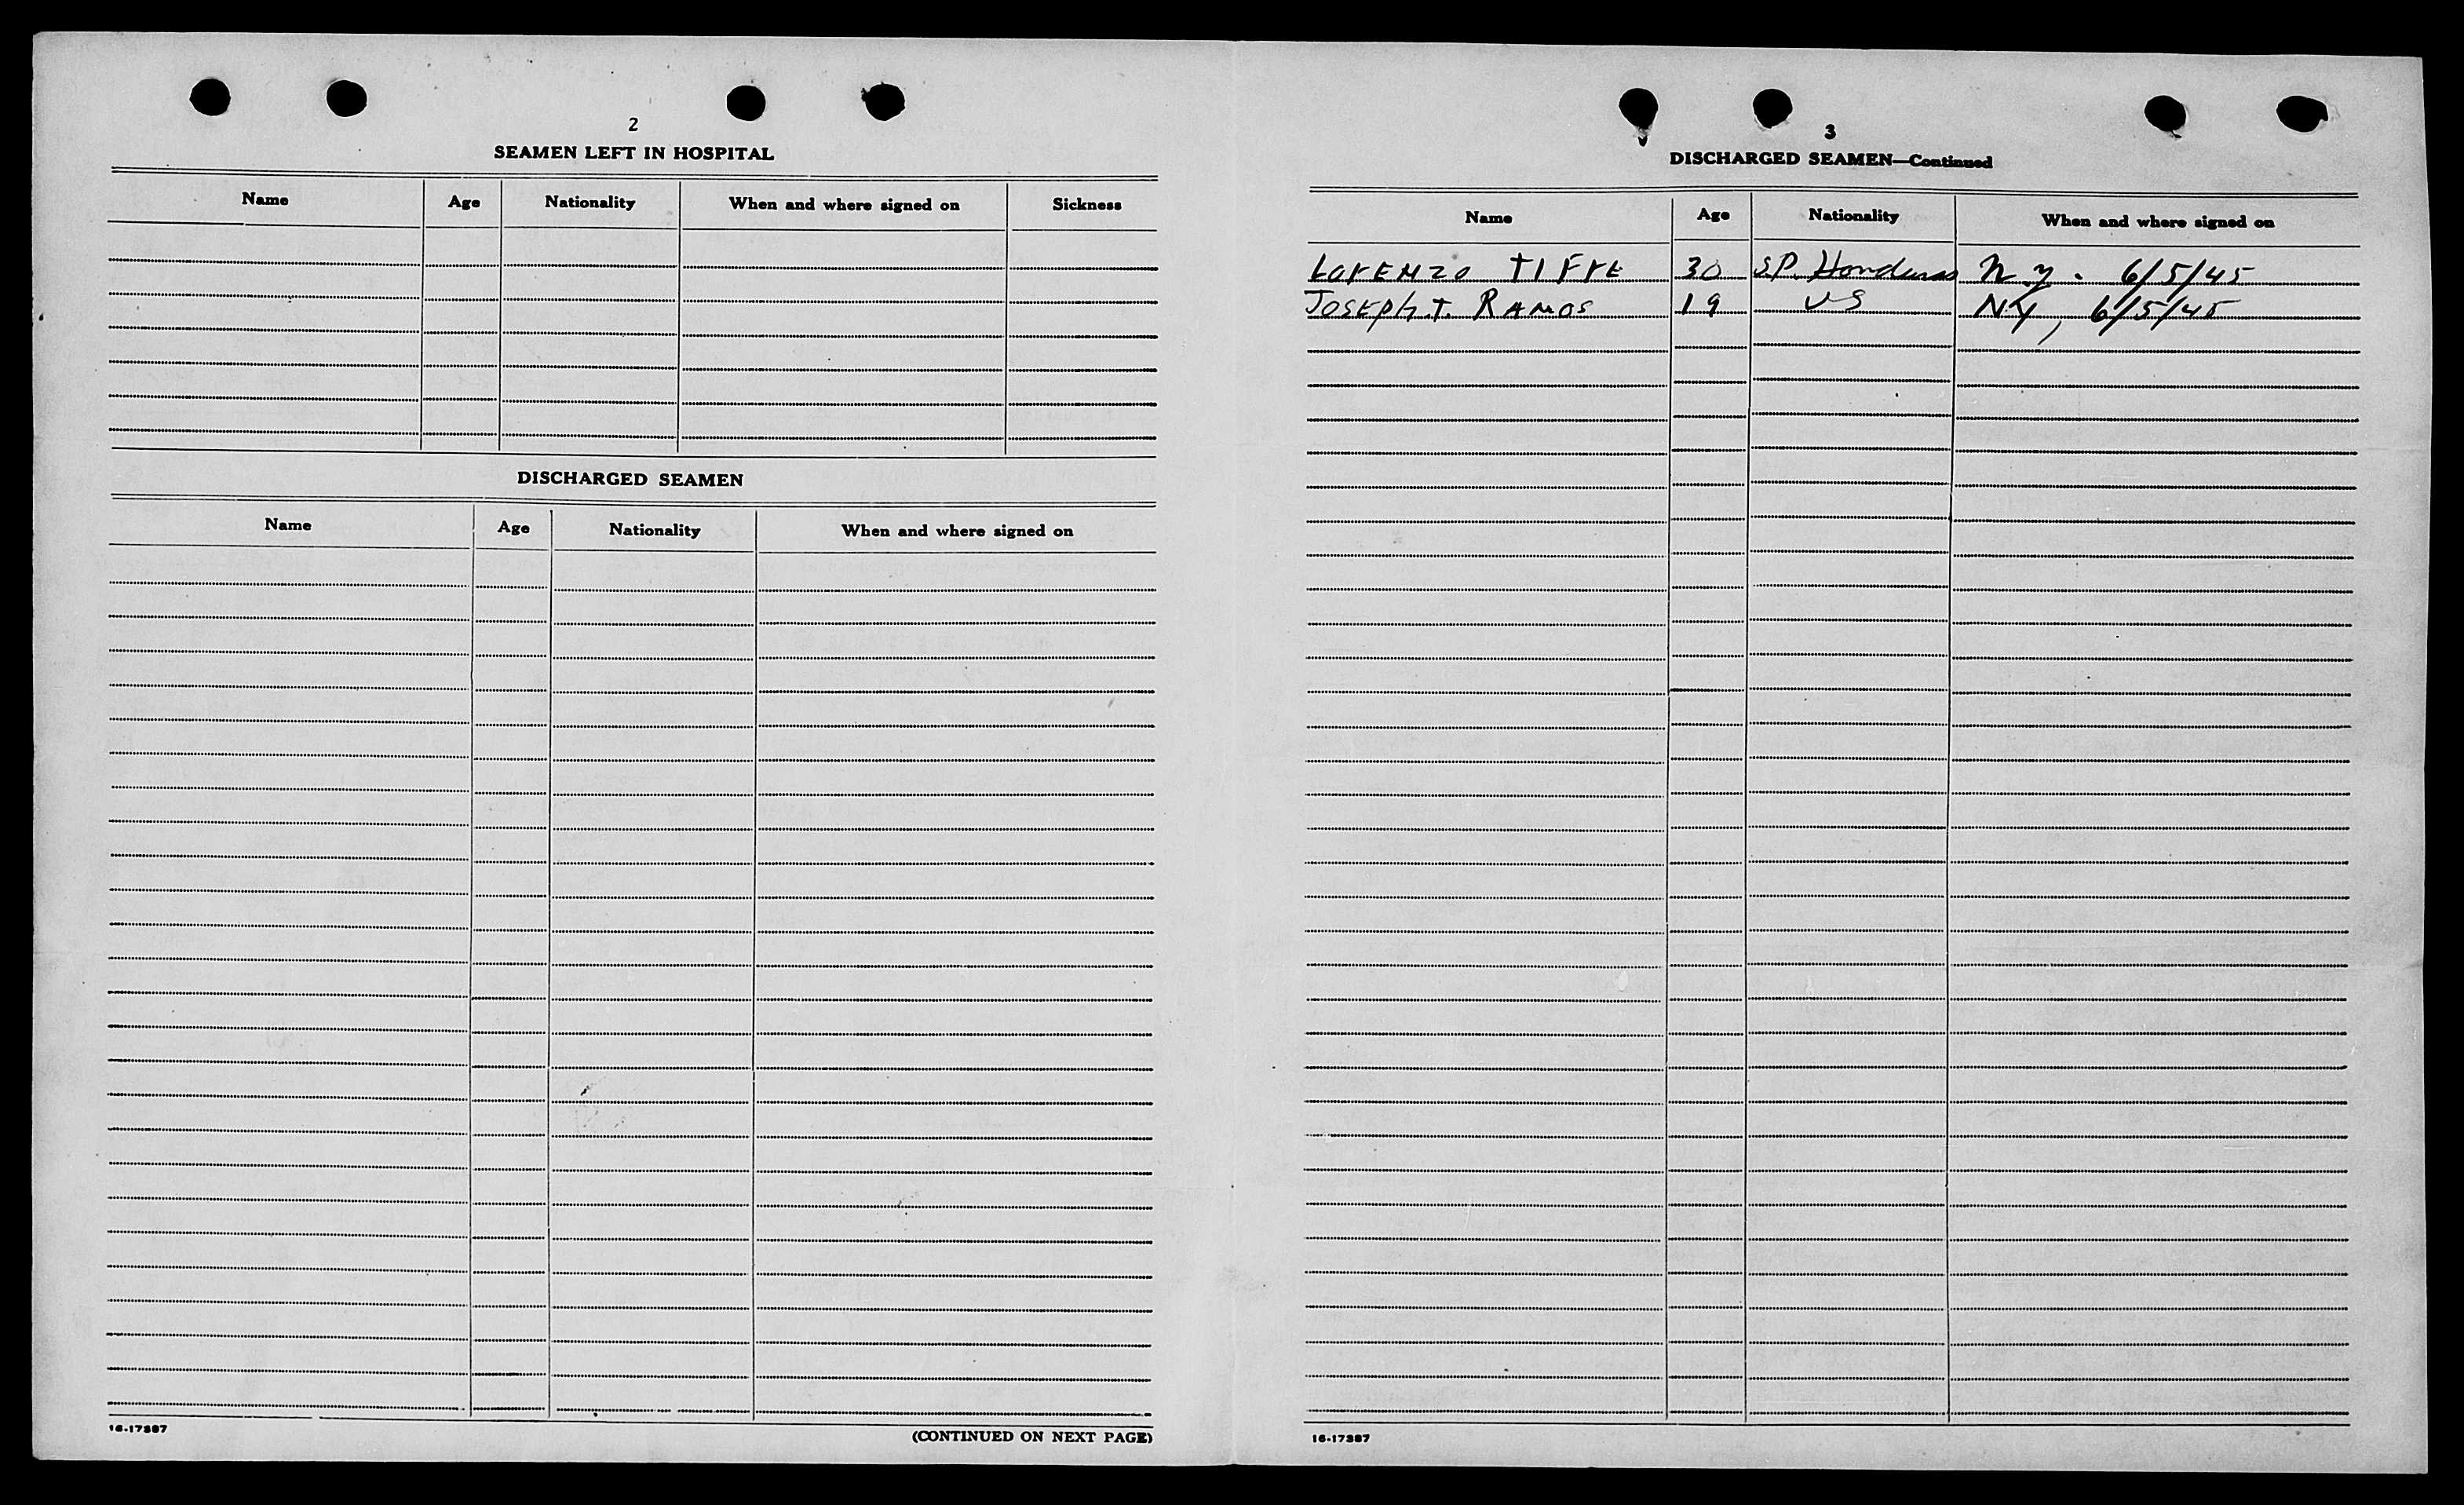 2
SEAMEN LEFT IN HOSPITAL
Name Age Nationality When and where signed on Sickness
DISCHARGED SEAMEN
Name Age Nationality When and where signed on
16-17387
(CONTINUED ON NEXT PAGE)
3
DISCHARGED SEAMEN—Continued
Name Age Nationality When and where signed on
LorENzo 30 SP. Honduras N.Y. 6/5/45
JOSEPh T. RAMOS 19 US NY, 6/5/45
16-17387